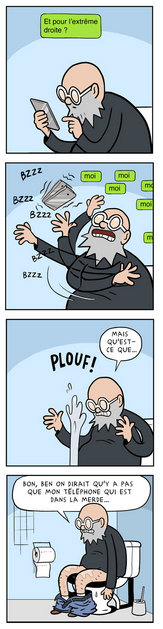 Et pour l'extrême
droite ?
BZZZ
BZZZ
BZZZ
BZZZ
BZZZ
moi
moi
moi
mo
moi
m
PLOUF!
MAIS
QU'EST-
CE QUE...
BON, BEN ON DIRAIT QU'Y A PAS
QUE MON TÉLÉPHONE QUI EST
DANS LA MERDE...